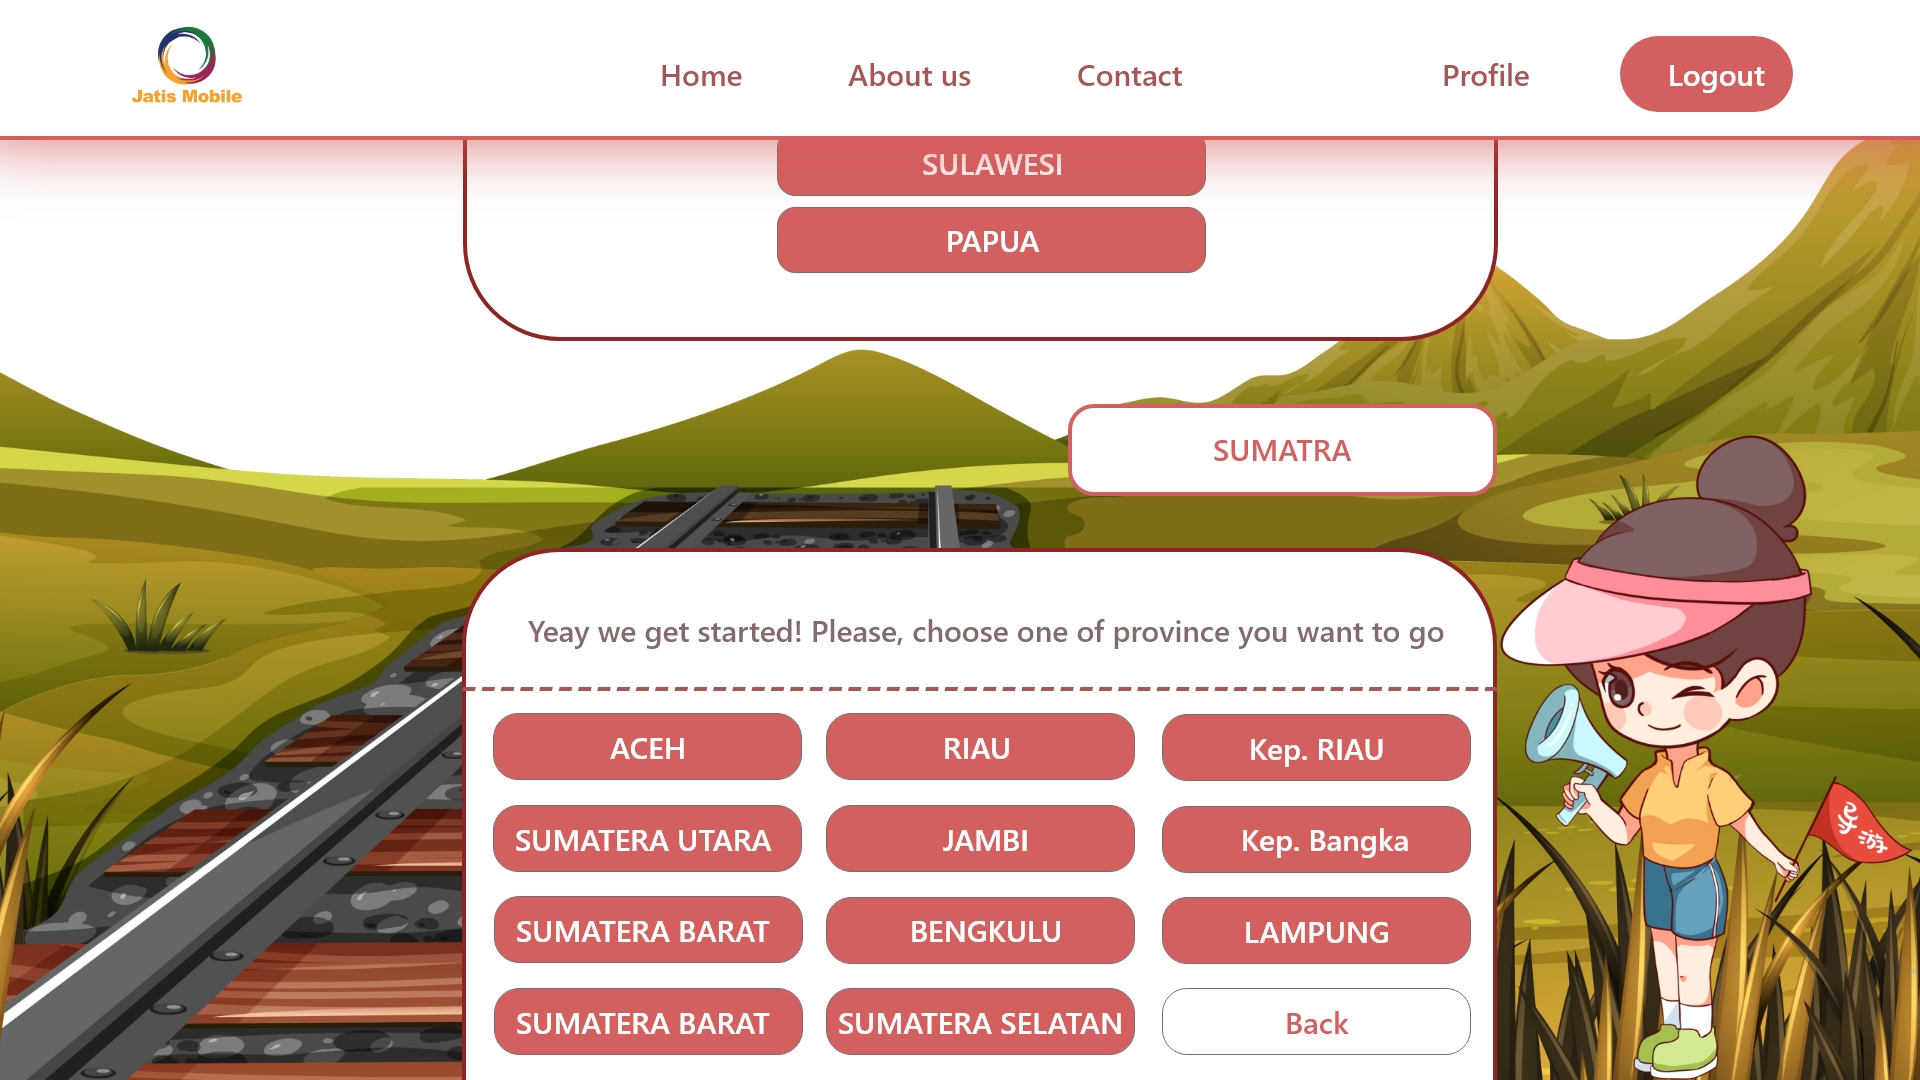 Jatis Mobile
Home
About us
Contact
Profile
Logout
SULAWESI
PAPUA
SUMATRA
Yeay we get started! Please, choose one of province you want to go
ACEH
RIAU
Kep. RIAU
SUMATERA UTARA
JAMBI
Kep. Bangka
SUMATERA BARAT
BENGKULU
LAMPUNG
SUMATERA BARAT
SUMATERA SELATAN
Back